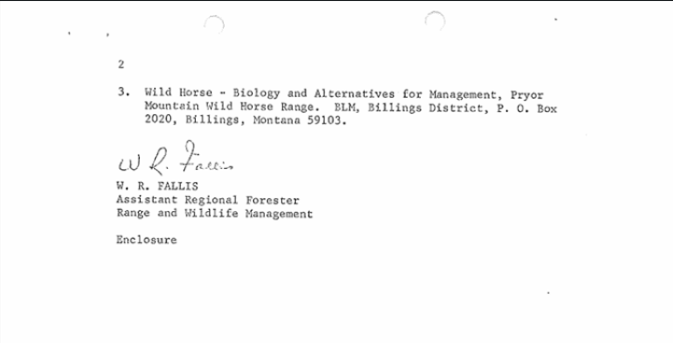 2
3. Wild Horse - Biology and Alternatives for Management, Pryor
Mountain Wild Horse Range. BLM, Billings District, P. O. Box
2020, Billings, Montana 59103.
W R. Fallis
W. R. FALLIS
Assistant Regional Forester
Range and Wildlife Management
Enclosure